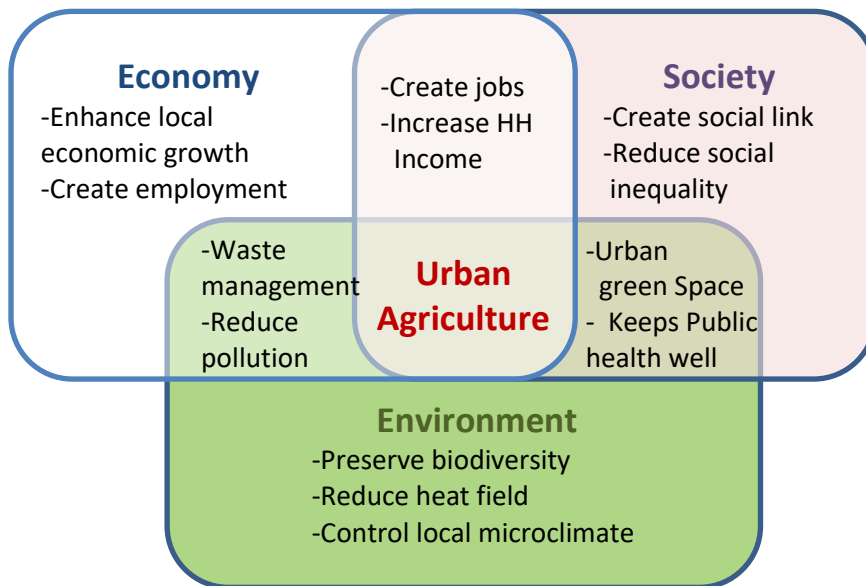 Economy
-Enhance local
economic growth
-Create employment
-Create jobs
-Increase HH
Income
Society
-Create social link
-Reduce social
inequality
-Waste
management
-Reduce
pollution
Urban
Agriculture
-Urban
green Space
- Keeps Public
health well
Environment
-Preserve biodiversity
-Reduce heat field
-Control local microclimate